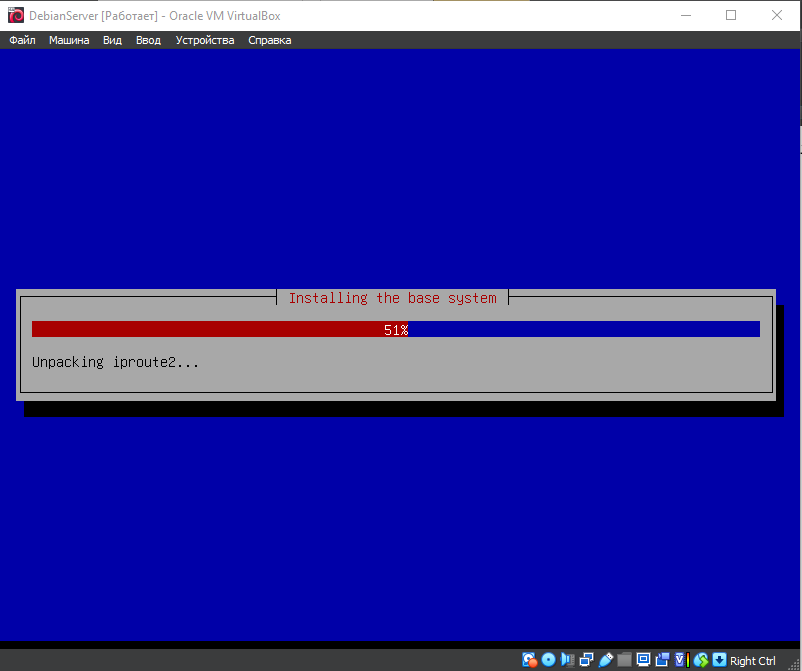 DebianServer [Работает] - Oracle VM VirtualBox
Файл Машина Вид Ввод Устройства Справка
Installing the base system
51%
Unpacking iproute2...
Right Ctrl